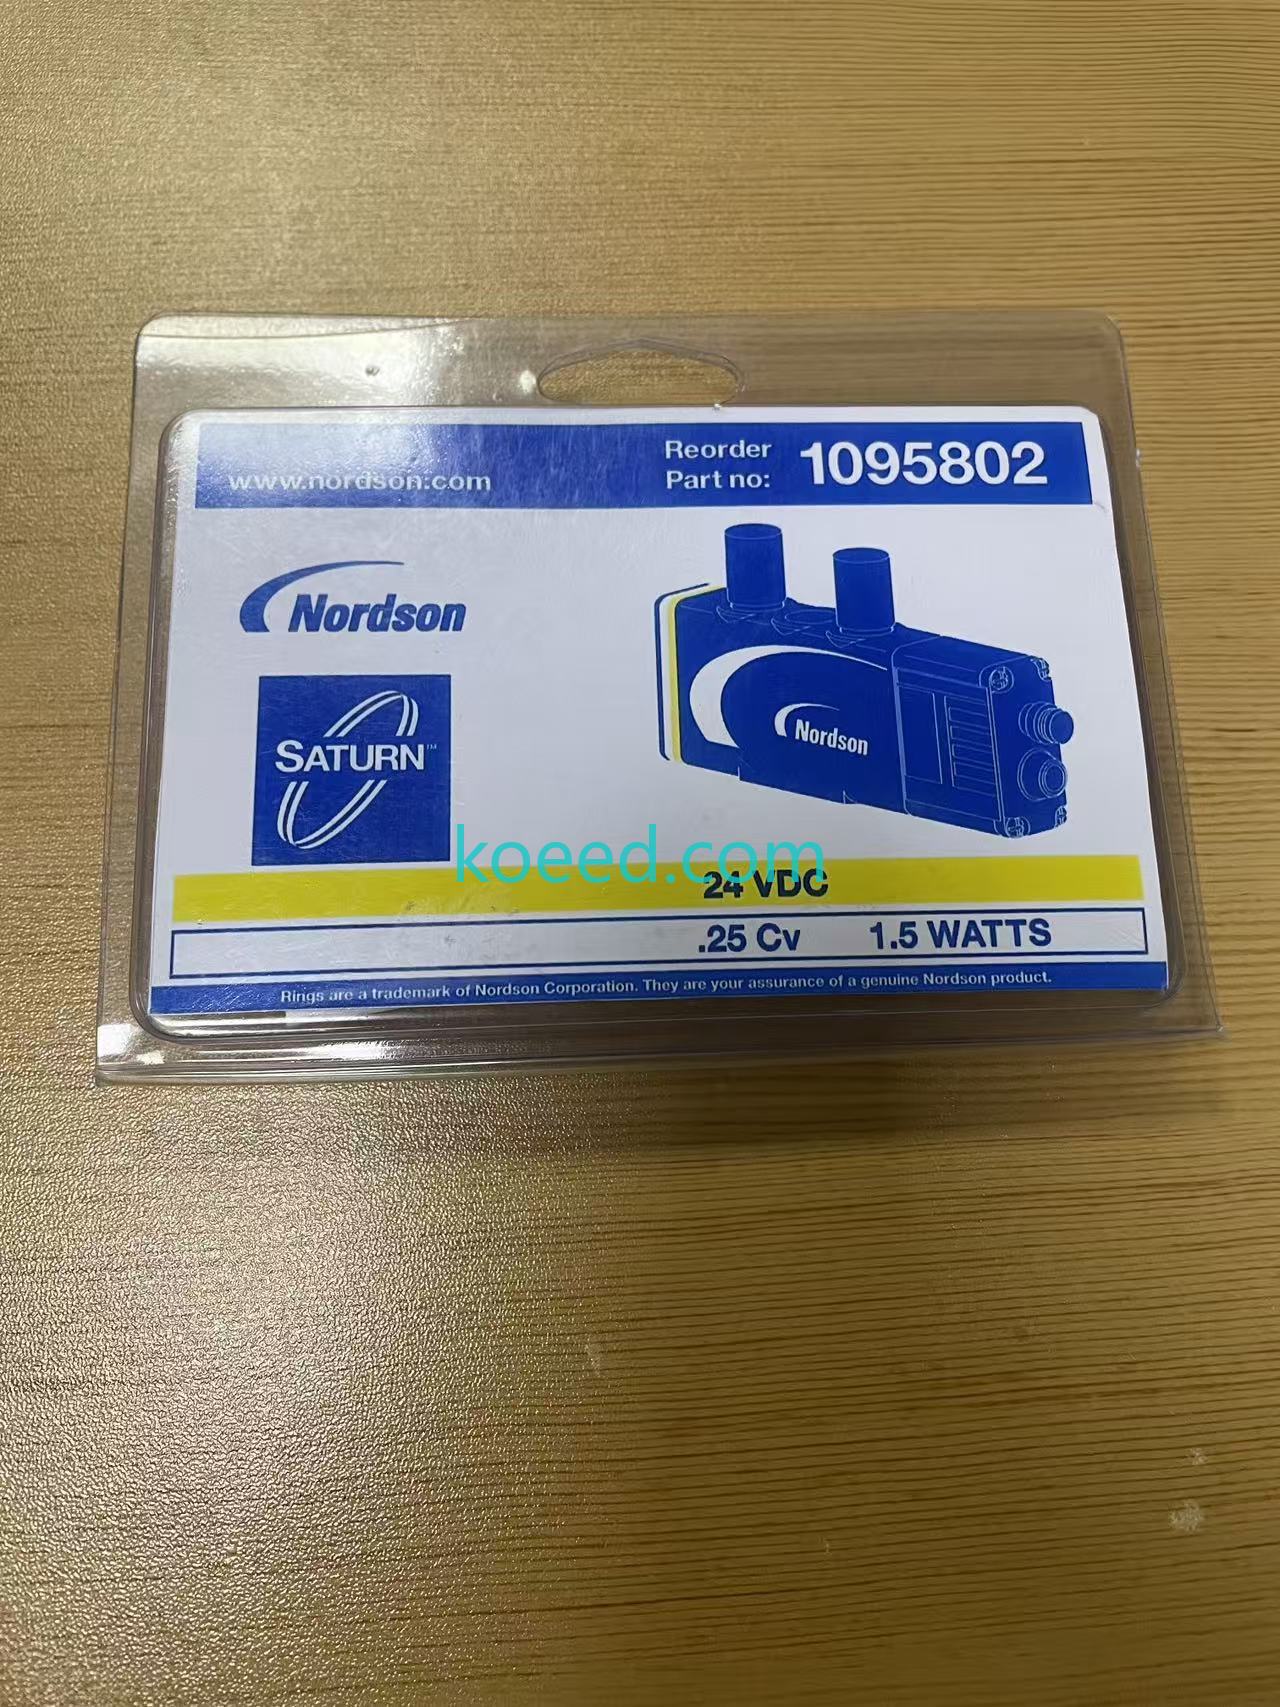 www.nordson.com
Reorder
Part no: 1095802
Nordson
SATURN™
Nordson
koeed.com
24 VDC
.25 Cv 1.5 WATTS
Rings are a trademark of Nordson Corporation. They are your assurance of a genuine Nordson product.